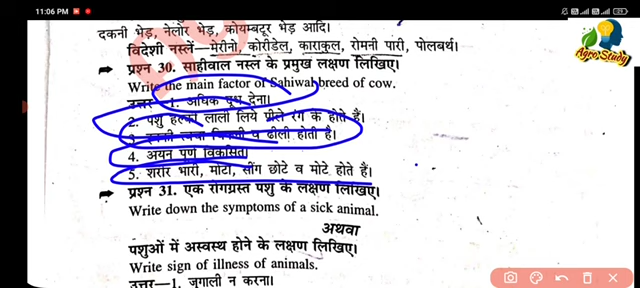 11:06 PM
84
Agro Study
दकनी भेड़, नेलौर भेड़, कोयम्बटूर भेड़ आदि।
विदेशी नस्लें—मेरीनो, कोरीडेल, काराकुल, रोमनी पारी, पोलबर्थ।
प्रश्न 30. साहीवाल नस्ल के प्रमुख लक्षण लिखिए।
Write the main factor of Sahiwal breed of cow.
उत्तर—1. अधिक दूध देना।
2. पशु हल्का लाली लिये पीले रंग के होते हैं।
3. इसकी त्वचा चिकनी व ढीली होती है।
4. अयन पूर्ण विकसित।
5. शरीर भारी, मोटा, सींग छोटे व मोटे होते हैं।
प्रश्न 31. एक रोगग्रस्त पशु के लक्षण लिखिए।
Write down the symptoms of a sick animal.
अथवा
पशुओं में अस्वस्थ होने के लक्षण लिखिए।
Write sign of illness of animals.
उत्तर—1. जुगाली न करना।